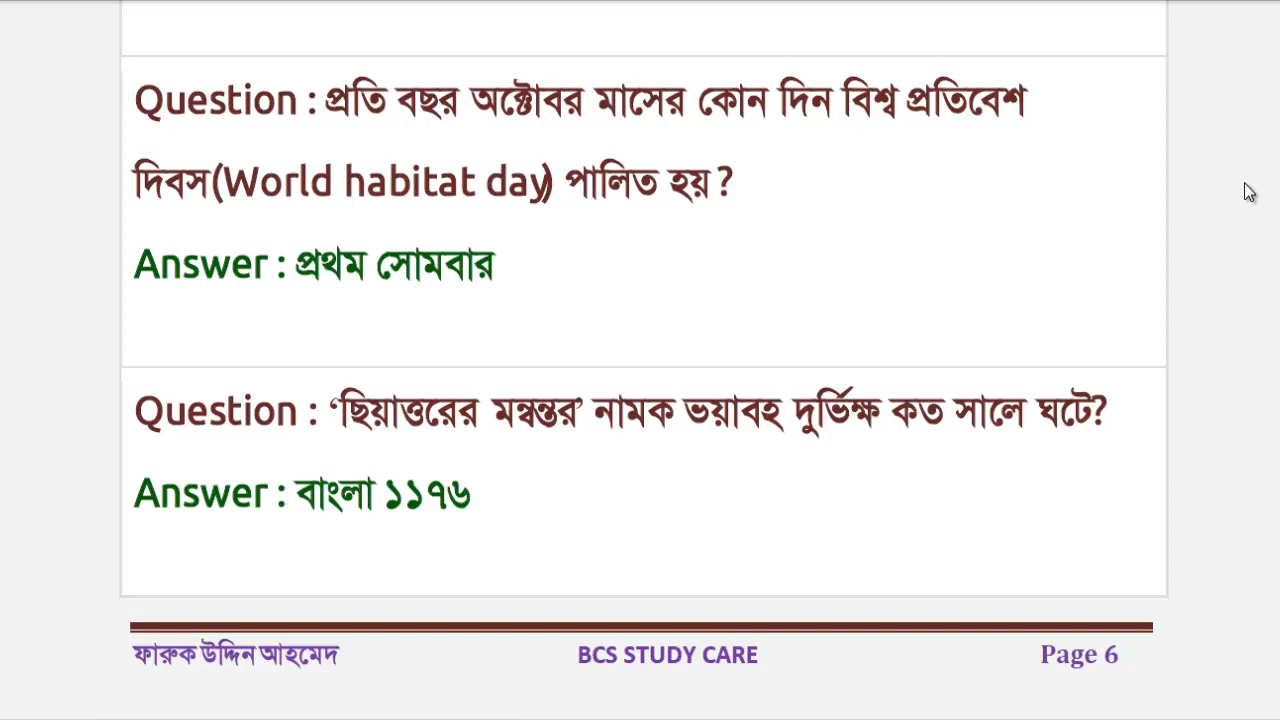 Question : প্রতি বছর অক্টোবর মাসের কোন দিন বিশ্ব প্রতিবেশ
দিবস(World habitat day) পালিত হয় ?
Answer : প্রথম সোমবার
Question : ‘ছিয়াত্তরের মন্বন্তর’ নামক ভয়াবহ দুর্ভিক্ষ কত সালে ঘটে?
Answer : বাংলা ১১৭৬
ফারুক উদ্দিন আহমেদ BCS STUDY CARE Page 6